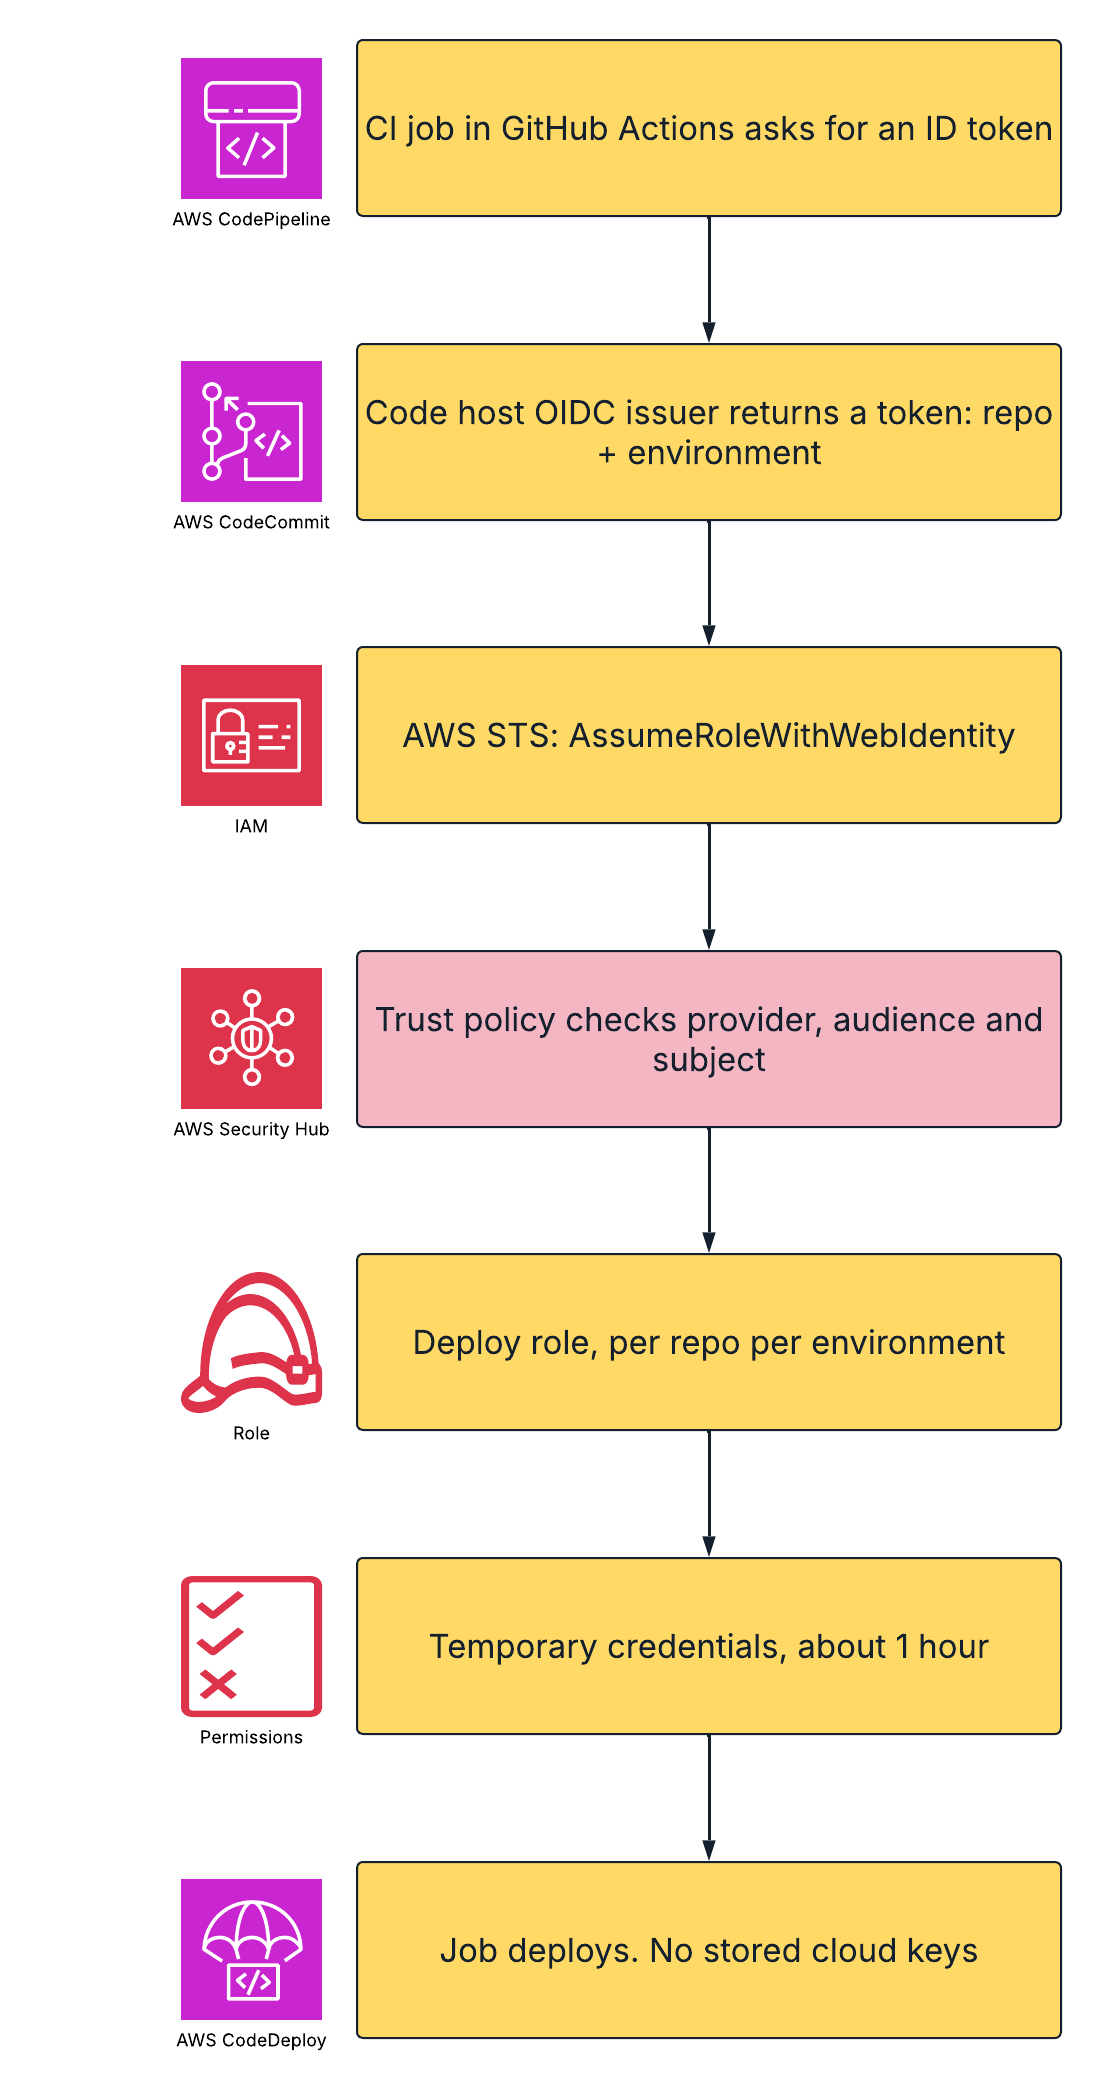 CI job in GitHub Actions asks for an ID token
AWS CodePipeline
Code host OIDC issuer returns a token: repo
+ environment
AWS CodeCommit
AWS STS: AssumeRoleWithWebIdentity
IAM
Trust policy checks provider, audience and
subject
AWS Security Hub
Deploy role, per repo per environment
Role
Temporary credentials, about 1 hour
Permissions
Job deploys. No stored cloud keys
AWS CodeDeploy